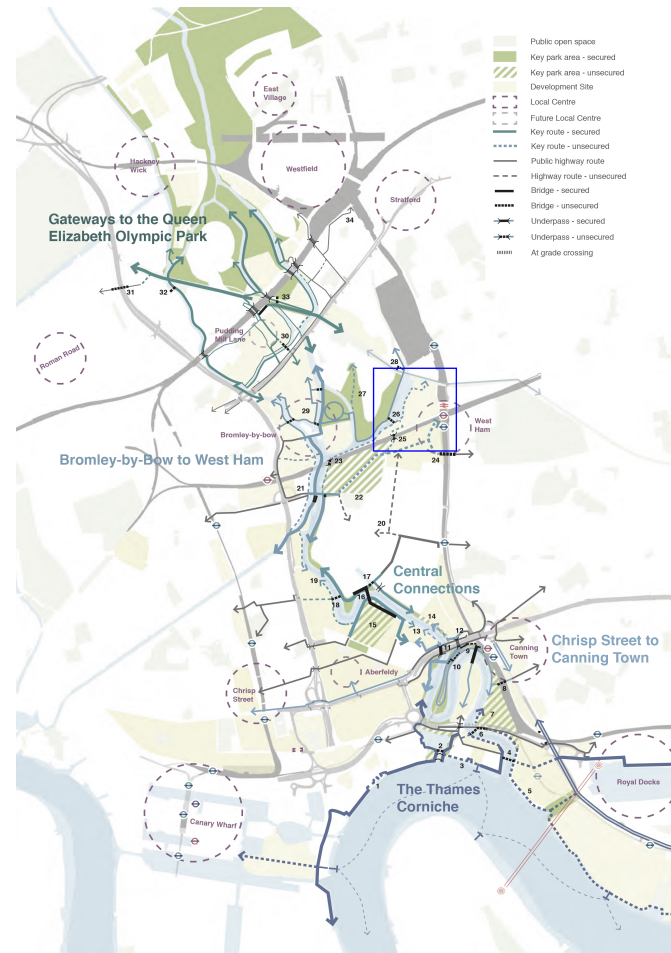 Public open space
Key park area - secured
Key park area - unsecured
Development Site
Local Centre
Future Local Centre
Key route - secured
Key route - unsecured
Public highway route
Highway route - unsecured
Bridge - secured
Bridge - unsecured
Underpass - secured
Underpass - unsecured
At grade crossing
East
Village
Hackney
Wick
Westfield
Stratford
Gateways to the Queen
Elizabeth Olympic Park
34
31
32
33
Pudding
Mill Lane
30
Roman Road
28
27
26
29
West
Ham
25
Bromley-by-bow
Bromley-by-Bow to West Ham
23
24
21
22
20
Central
Connections
17
19
16
18
14
15
13
12
11
9
10
Canning
Town
Chrisp Street to
Canning Town
Aberfeldy
Chrisp
Street
8
7
6
2
4
3
1
5
The Thames
Corniche
Royal Docks
Canary Wharf